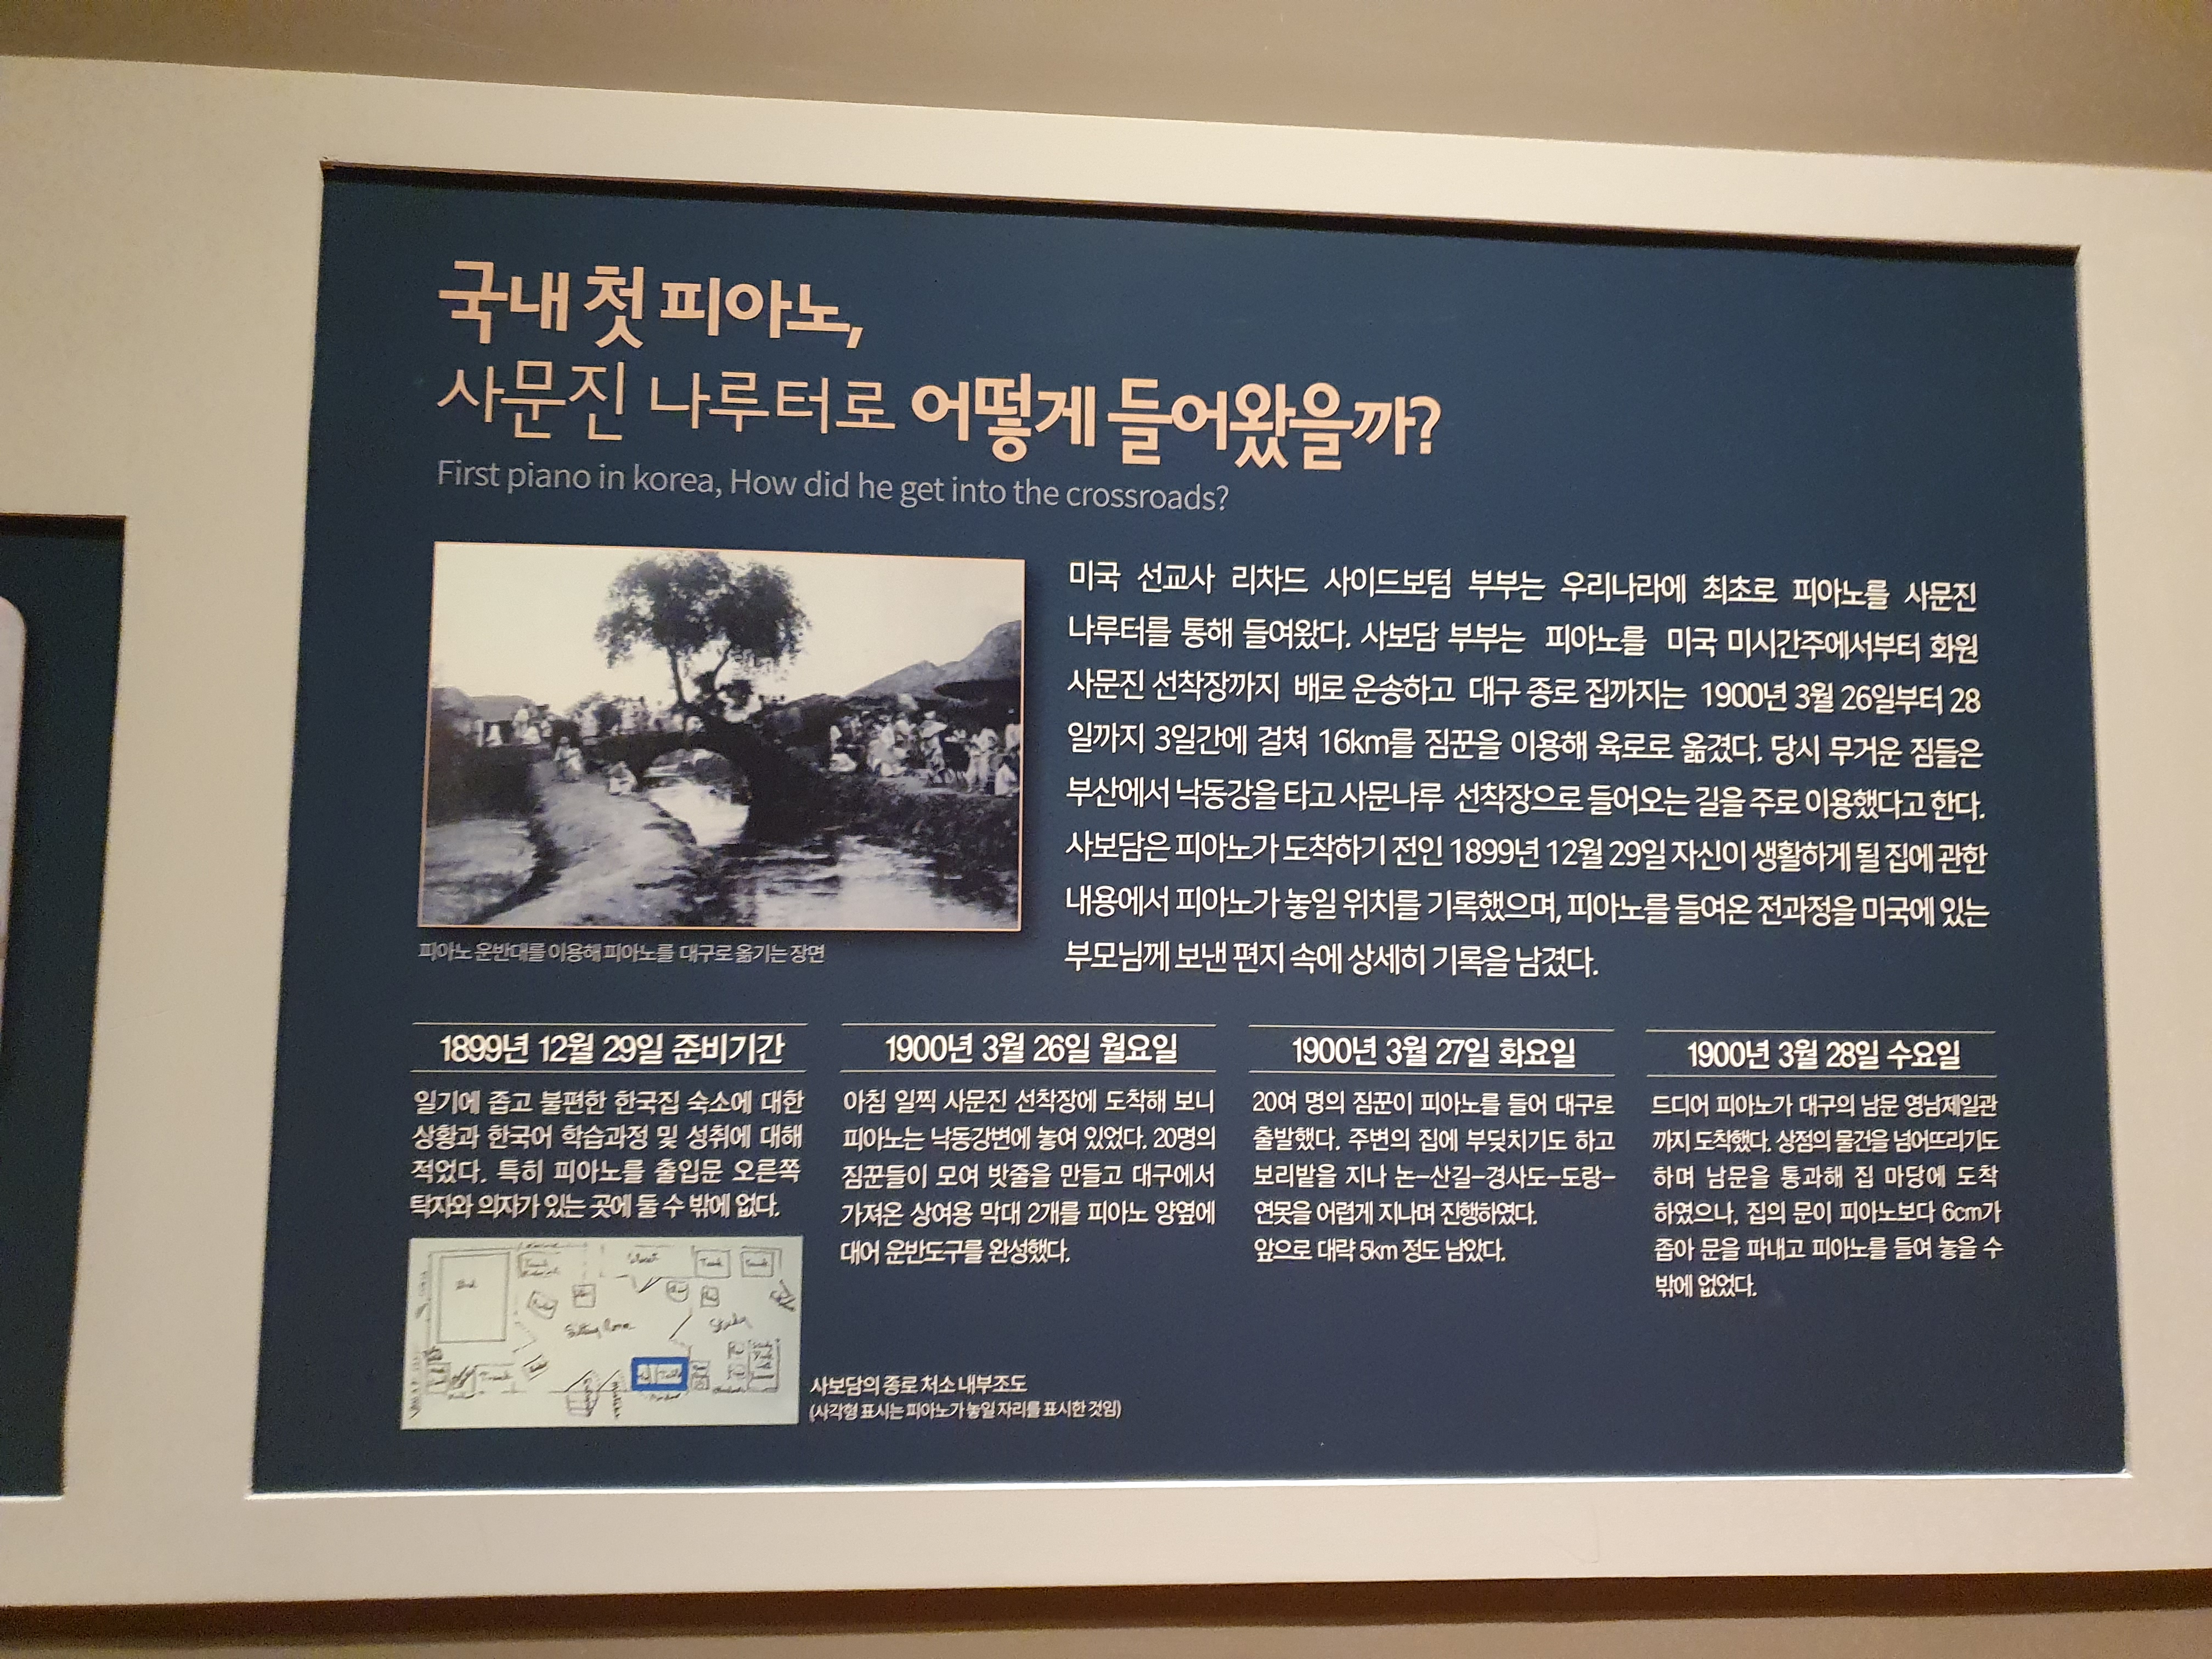 국내 첫 피아노,
사문진 나루터로 어떻게 들어왔을까?
First piano in korea, How did he get into the crossroads?
미국 선교사 리차드 사이드보텀 부부는 우리나라에 최초로 피아노를 사문진
나루터를 통해 들여왔다. 사보담 부부는 피아노를 미국 미시간주에서부터 화원
사문진 선착장까지 배로 운송하고 대구 종로 집까지는 1900년 3월 26일부터 28
일까지 3일간에 걸쳐 16km를 짐꾼을 이용해 육로로 옮겼다. 당시 무거운 짐들은
부산에서 낙동강을 타고 사문나루 선착장으로 들어오는 길을 주로 이용했다고 한다.
사보담은 피아노가 도착하기 전인 1899년 12월 29일 자신이 생활하게 될 집에 관한
내용에서 피아노가 놓일 위치를 기록했으며, 피아노를 들여온 전과정을 미국에 있는
부모님께 보낸 편지 속에 상세히 기록을 남겼다.
피아노 운반대를 이용해 피아노를 대구로 옮기는 장면
1899년 12월 29일 준비기간
일기에 좁고 불편한 한국집 숙소에 대한
상황과 한국어 학습과정 및 성취에 대해
적었다. 특히 피아노를 출입문 오른쪽
탁자와 의자가 있는 곳에 둘 수 밖에 없다.
Sitting Room
Study
사보담의 종로 처소 내부조도
(사각형 표시는 피아노가 놓일 자리를 표시한 것임)
1900년 3월 26일 월요일
아침 일찍 사문진 선착장에 도착해 보니
피아노는 낙동강변에 놓여 있었다. 20명의
짐꾼들이 모여 밧줄을 만들고 대구에서
가져온 상여용 막대 2개를 피아노 양옆에
대어 운반도구를 완성했다.
1900년 3월 27일 화요일
20여 명의 짐꾼이 피아노를 들어 대구로
출발했다. 주변의 집에 부딪치기도 하고
보리밭을 지나 논-산길-경사도-도랑-
연못을 어렵게 지나며 진행하였다.
앞으로 대략 5km 정도 남았다.
1900년 3월 28일 수요일
드디어 피아노가 대구의 남문 영남제일관
까지 도착했다. 상점의 물건을 넘어뜨리기도
하며 남문을 통과해 집 마당에 도착
하였으나, 집의 문이 피아노보다 6cm가
좁아 문을 파내고 피아노를 들여 놓을 수
밖에 없었다.